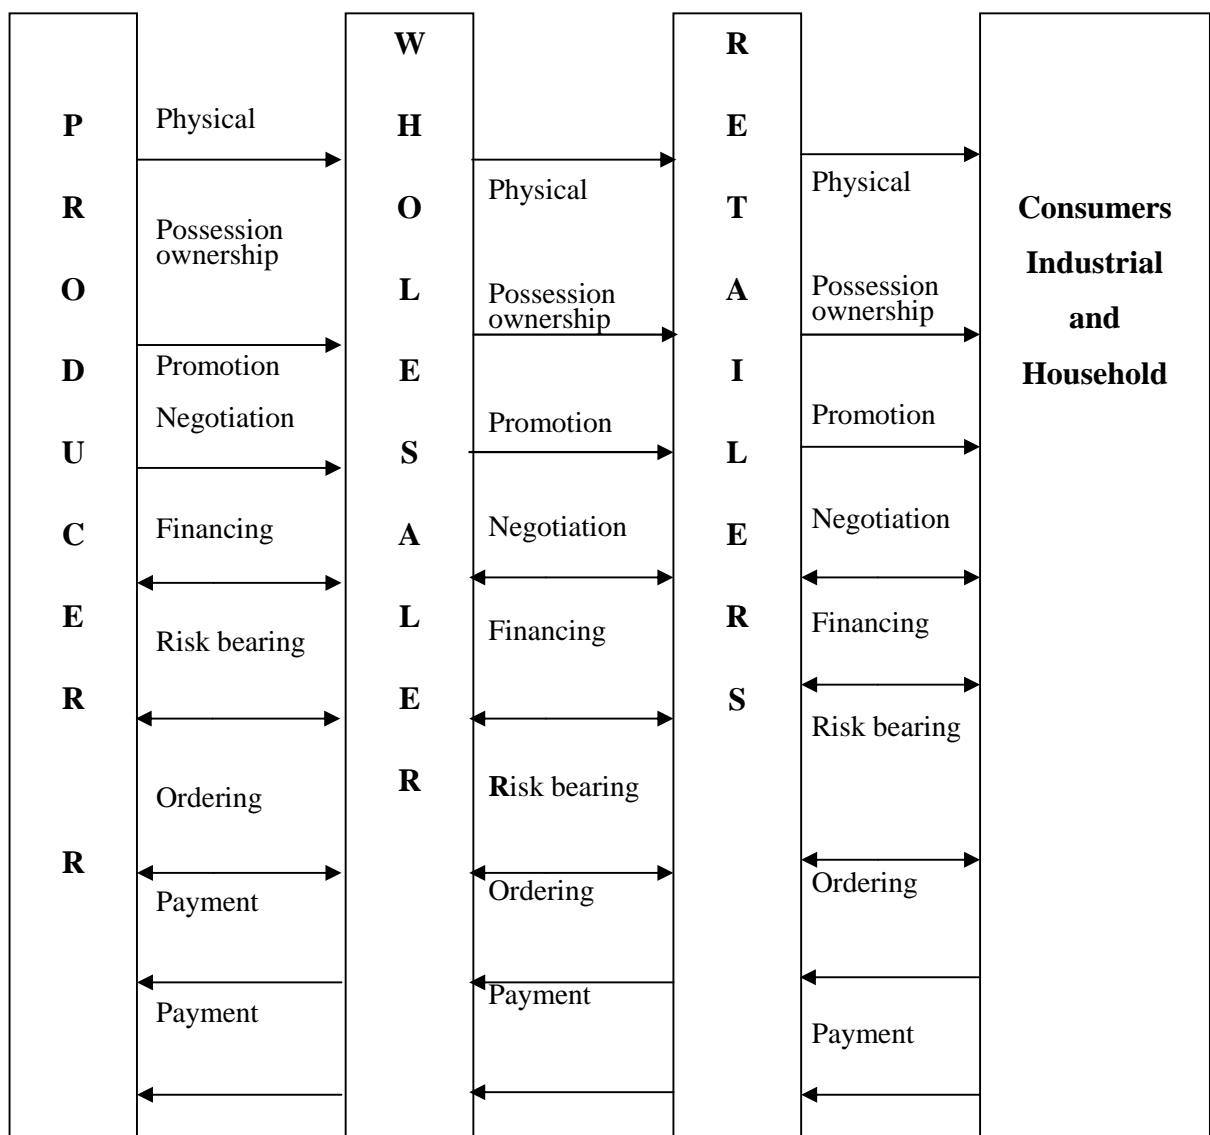 P
R
O
D
U
C
E
R
R
Physical
Possession
ownership
Promotion
Negotiation
Financing
Risk bearing
Ordering
Payment
Payment
W
H
O
L
E
S
A
L
E
R
Physical
Possession
ownership
Promotion
Negotiation
Financing
Risk bearing
Ordering
Payment
R
E
T
A
I
L
E
R
S
Physical
Possession
ownership
Promotion
Negotiation
Financing
Risk bearing
Ordering
Payment
Consumers
Industrial
and
Household